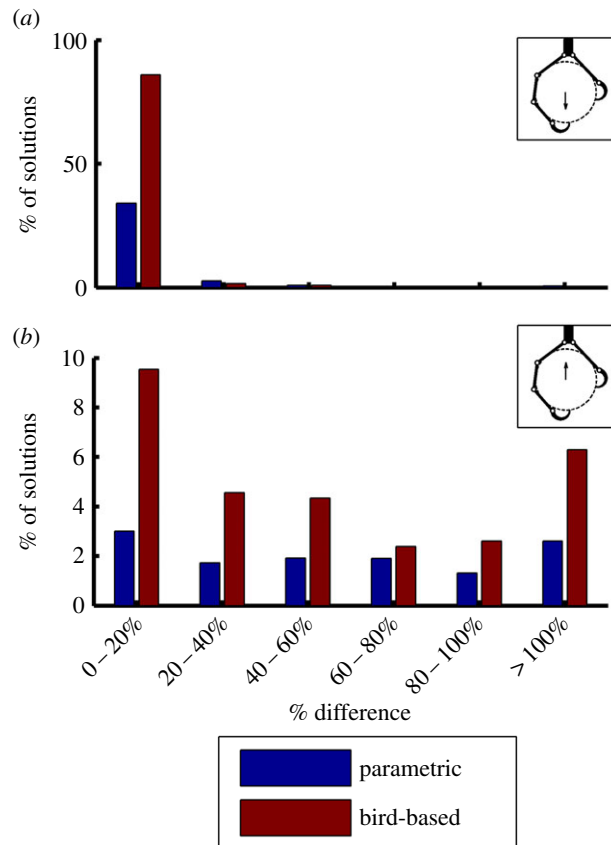 (a)
100
50
0
% of solutions
(b)
10
8
6
4
2
0
% of solutions
0–20%
20–40%
40–60%
60–80%
80–100%
> 100%
% difference
parametric
bird-based